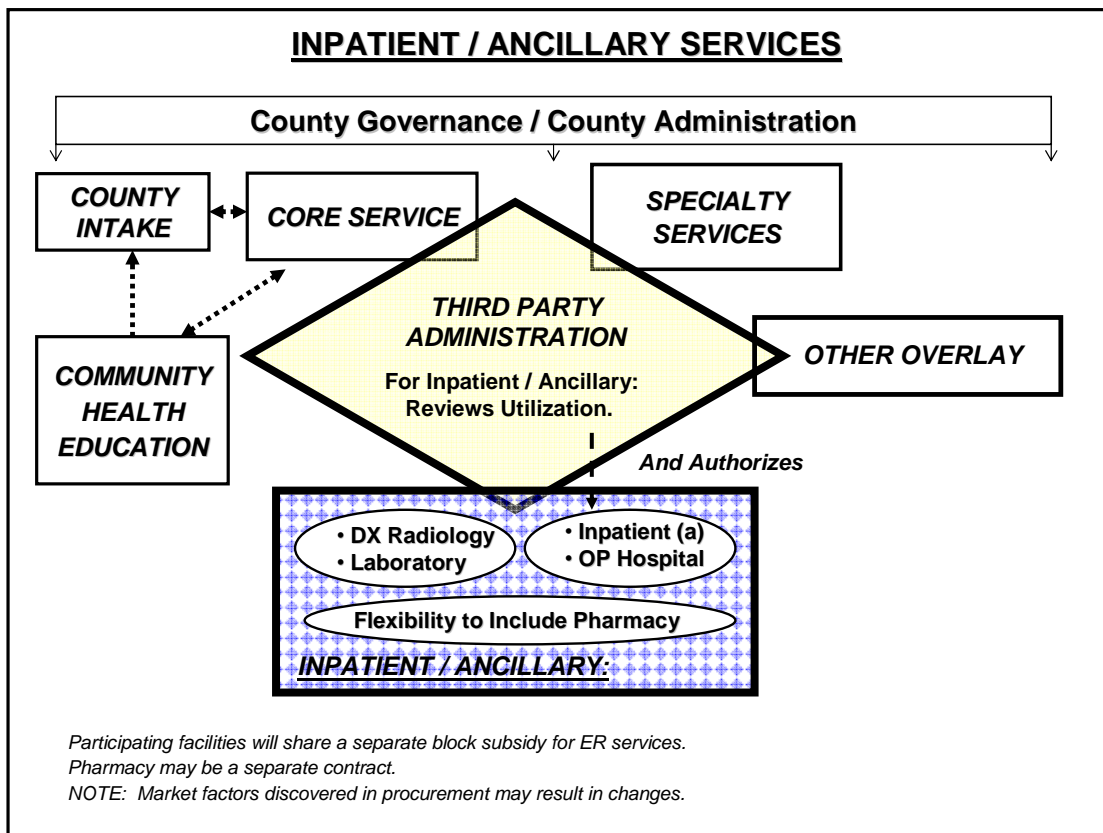 INPATIENT / ANCILLARY SERVICES
County Governance / County Administration
COUNTY
INTAKE
CORE SERVICE
SPECIALTY
SERVICES
THIRD PARTY
ADMINISTRATION
For Inpatient / Ancillary:
Reviews Utilization.
OTHER OVERLAY
COMMUNITY
HEALTH
EDUCATION
And Authorizes
• DX Radiology
• Laboratory
• Inpatient (a)
• OP Hospital
Flexibility to Include Pharmacy
INPATIENT / ANCILLARY:
Participating facilities will share a separate block subsidy for ER services.
Pharmacy may be a separate contract.
NOTE: Market factors discovered in procurement may result in changes.